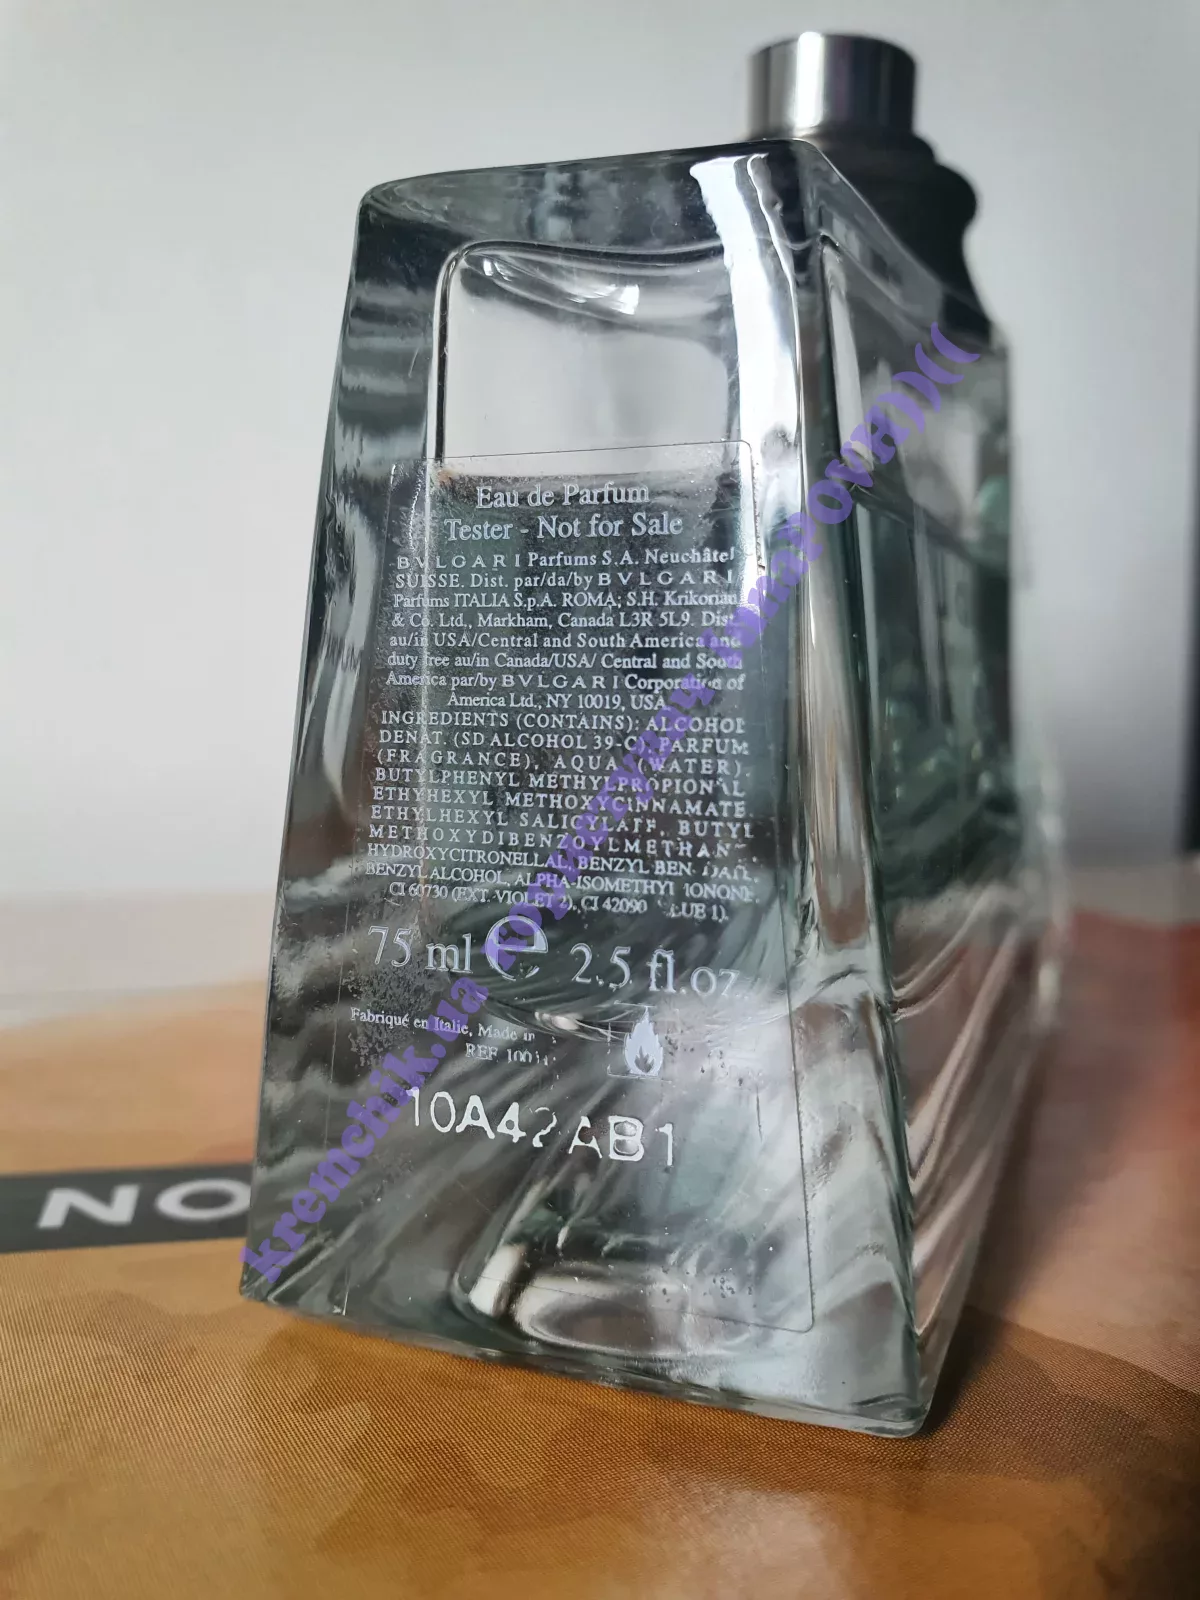 Eau de Parfum
Tester - Not for Sale
BVLGARI Parfums S.A. Neuchâtel
SUISSE. Dist. par/da/by BVLGARI
Parfums ITALIA S.p.A. ROMA; S.H. Krikorian
& Co. Ltd., Markham, Canada L3R 5L9. Dist.
au/in USA/Central and South America and
duty free au/in Canada/USA/ Central and South
America par/by BVLGARI Corporation of
America Ltd., NY 10019, USA
INGREDIENTS (CONTAINS): ALCOHOL
DENAT. (SD ALCOHOL 39-C), PARFUM
(FRAGRANCE), AQUA (WATER),
BUTYLPHENYL METHYLPROPIONAL
ETHYHEXYL METHOXYCINNAMATE,
ETHYLHEXYL SALICYLATE, BUTYL
HYDROXYCITRONELLAL, BENZYL
BENZYL ALCOHOL, ALPHA-ISOMETHYL IONONE,
CI 60730 (EXT. VIOLET 2), CI 42090
75 ml e 2.5 fl.oz.
Fabriqué en Italie, Made in
REF
AB1
NO
kremchik.ua